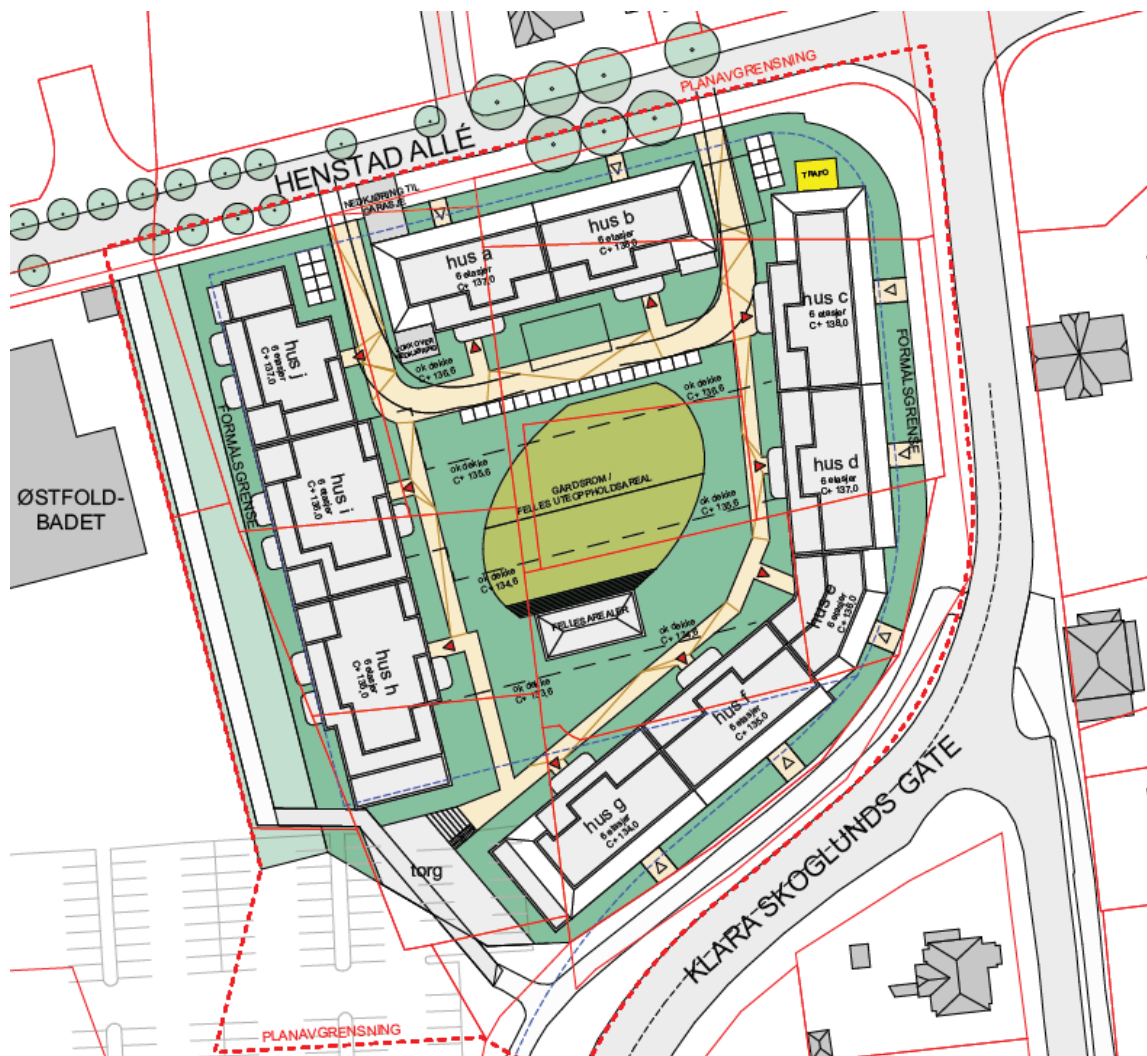 PLANAVGRENSNING
HENSTAD ALLÉ
NEDKJØRING TIL
GARASJE
TRAFO
hus a
6 etasjer
C+ 137,0
hus b
6 etasjer
C+ 138,0
hus c
6 etasjer
C+ 138,0
hus j
6 etasjer
C+ 137,0
LOKK OVER
NEDKJØRING
ok dekke
C+ 136,6
ok dekke
C+ 136,6
FORMÅLSGRENSE
FORMÅLSGRENSE
ok dekke
C+ 135,6
GÅRDSROM /
FELLES UTEOPPHOLDSAREAL
ok dekke
C+ 135,6
hus d
6 etasjer
C+ 137,0
hus i
6 etasjer
C+ 136,0
ØSTFOLD-
BADET
ok dekke
C+ 134,6
FELLESAREALER
ok dekke
C+ 134,6
hus e
6 etasjer
C+ 136,0
hus h
6 etasjer
C+ 136,0
ok dekke
C+ 133,6
hus f
6 etasjer
C+ 135,0
hus g
6 etasjer
C+ 134,0
torg
KLARA SKOGLUNDS GATE
PLANAVGRENSNING